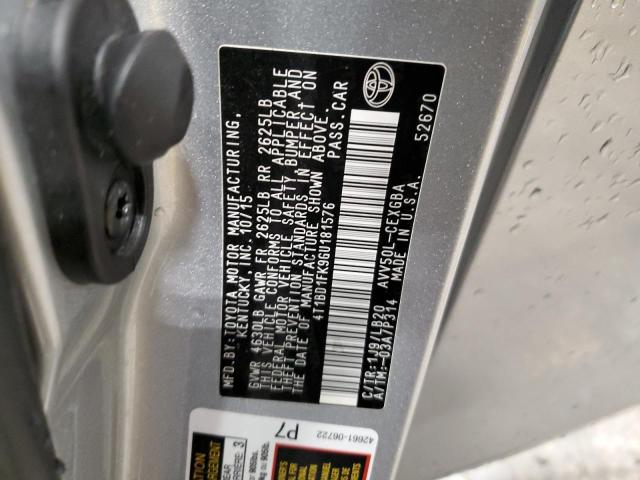 MFD.BY:TOYOTA MOTOR MANUFACTURING,
KENTUCKY,INC. 10/15
GVWR 4630LB GAWR FR 2625LB RR 2625LB
THIS VEHICLE CONFORMS TO ALL APPLICABLE
FEDERAL MOTOR VEHICLE SAFETY BUMPER AND
THEFT PREVENTION STANDARDS IN EFFECT ON
THE DATE OF MANUFACTURE SHOWN ABOVE.
4T1BD1FK9GU181576 PASS.CAR
C/TR:1J9/LB20 AVV50L-CEXGBA
A/TM:-03A/P314 MADE IN U.S.A.
52670
P7
42661-06722
REAR
ARRIERE 3